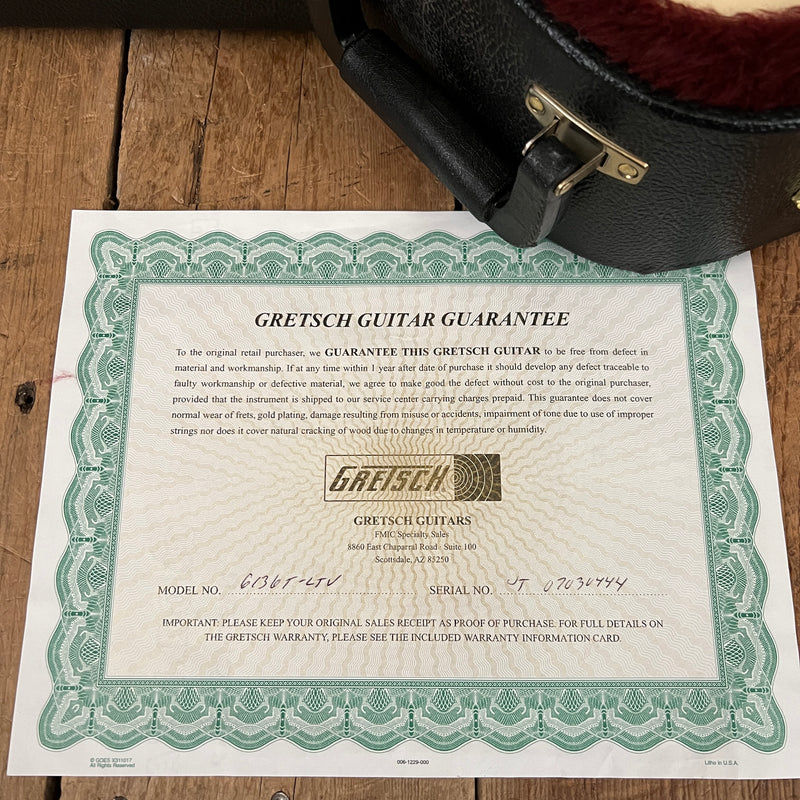 GRETSCH GUITAR GUARANTEE
To the original retail purchaser, we GUARANTEE THIS GRETSCH GUITAR to be free from defect in
material and workmanship. If at any time within 1 year after date of purchase it should develop any defect traceable to
faulty workmanship or defective material, we agree to make good the defect without cost to the original purchaser,
provided that the instrument is shipped to our service center carrying charges prepaid. This guarantee does not cover
normal wear of frets, gold plating, damage resulting from misuse or accidents, impairment of tone due to use of improper
strings nor does it cover natural cracking of wood due to changes in temperature or humidity.
GRETSCH
GRETSCH GUITARS
FMIC Specialty Sales
8860 East Chaparral Road · Suite 100
Scottsdale, AZ 85250
MODEL NO. 6136T-LTV SERIAL NO. JT 07030444
IMPORTANT: PLEASE KEEP YOUR ORIGINAL SALES RECEIPT AS PROOF OF PURCHASE. FOR FULL DETAILS ON
THE GRETSCH WARRANTY, PLEASE SEE THE INCLUDED WARRANTY INFORMATION CARD.
© GOES 1011017
All Rights Reserved
006-1229-000
Litho in U.S.A.